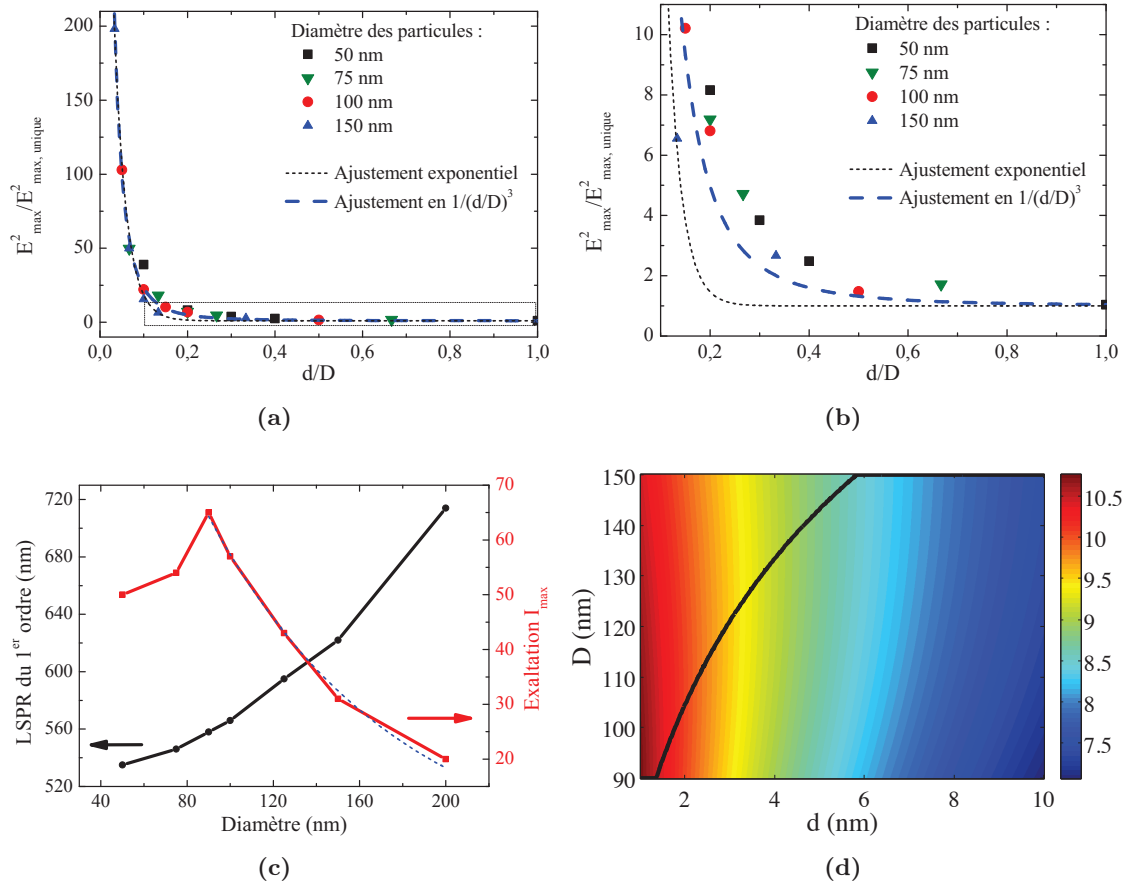 200
150
100
50
0
0,0
0,2
0,4
0,6
0,8
1,0
E²max/E²max, unique
d/D
Diamètre des particules :
50 nm
75 nm
100 nm
150 nm
Ajustement exponentiel
Ajustement en 1/(d/D)³
(a)
10
8
6
4
2
0
0,2
0,4
0,6
0,8
1,0
E²max/E²max, unique
d/D
Diamètre des particules :
50 nm
75 nm
100 nm
150 nm
Ajustement exponentiel
Ajustement en 1/(d/D)³
(b)
720
680
640
600
560
520
LSPR du 1er ordre (nm)
40
80
120
160
200
Diamètre (nm)
70
60
50
40
30
20
Exaltation Imax
(c)
150
140
130
120
110
100
90
D (nm)
2
4
6
8
10
d (nm)
10.5
10
9.5
9
8.5
8
7.5
(d)